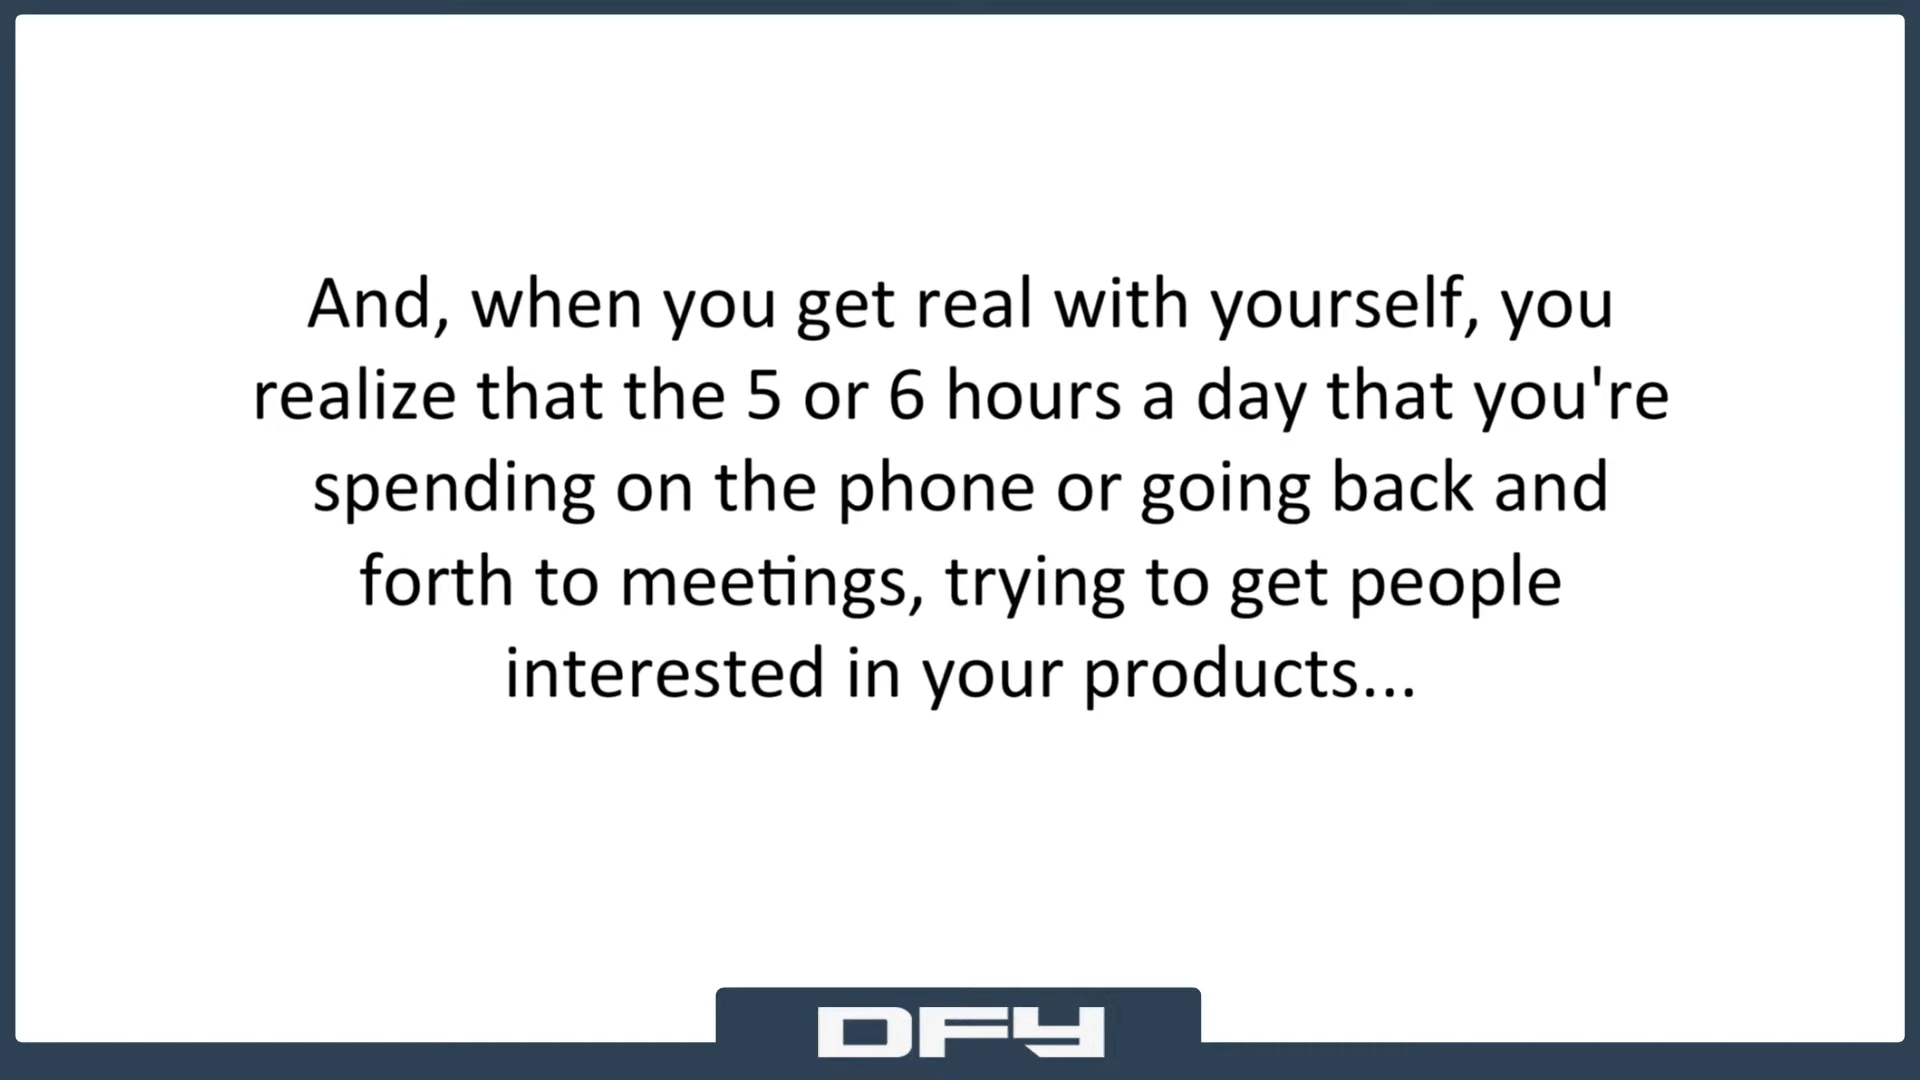 And, when you get real with yourself, you
realize that the 5 or 6 hours a day that you're
spending on the phone or going back and
forth to meetings, trying to get people
interested in your products...
DFY